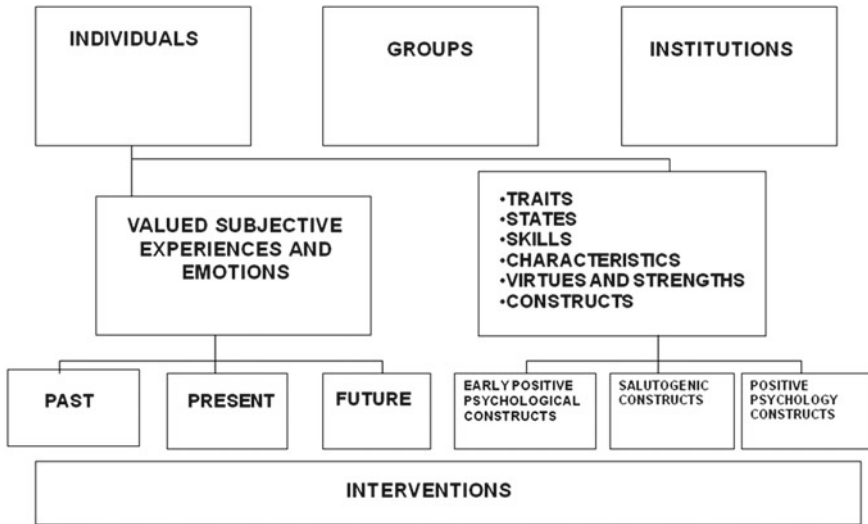 INDIVIDUALS
GROUPS
INSTITUTIONS
VALUED SUBJECTIVE
EXPERIENCES AND
EMOTIONS
•TRAITS
•STATES
•SKILLS
•CHARACTERISTICS
•VIRTUES AND STRENGTHS
•CONSTRUCTS
PAST
PRESENT
FUTURE
EARLY POSITIVE
PSYCHOLOGICAL
CONSTRUCTS
SALUTOGENIC
CONSTRUCTS
POSITIVE
PSYCHOLOGY
CONSTRUCTS
INTERVENTIONS